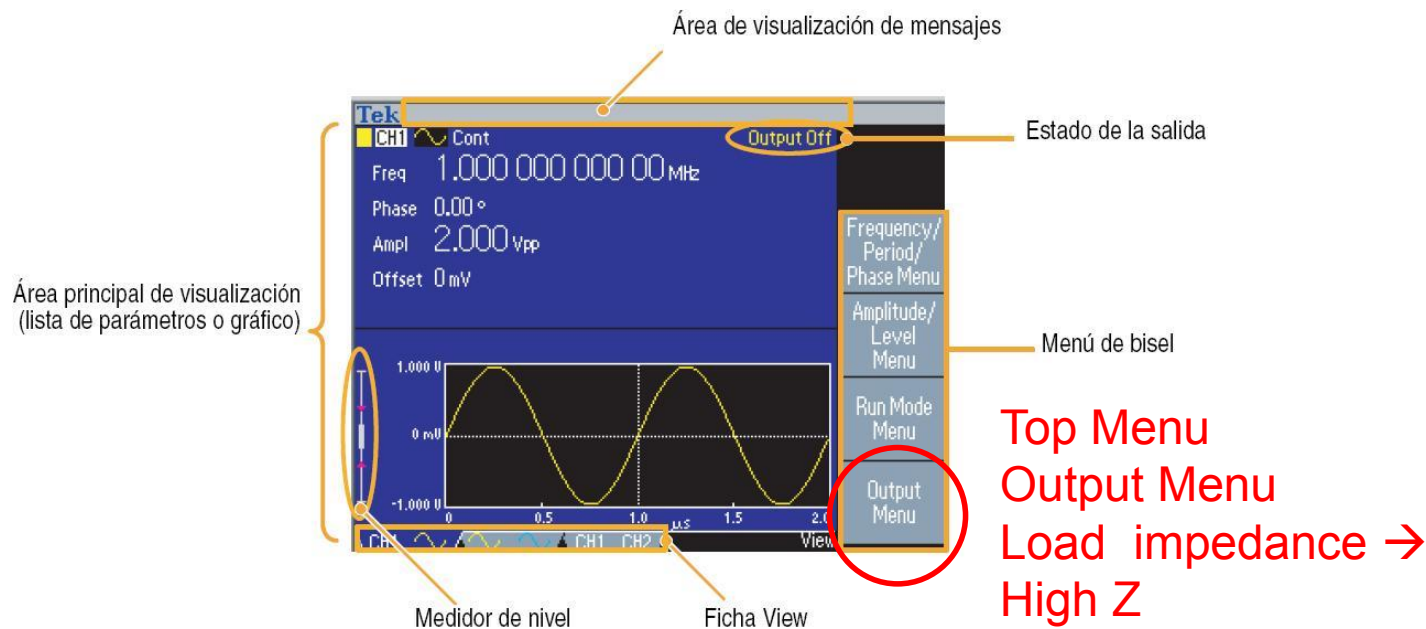 Área de visualización de mensajes
Tek
CH1 Cont Output Off
Estado de la salida
Freq 1.000 000 000 00 MHz
Phase 0.00 °
Ampl 2.000 Vpp
Offset 0 mV
Área principal de visualización
(lista de parámetros o gráfico)
Frequency/
Period/
Phase Menu
Amplitude/
Level
Menu
Menú de bisel
Run Mode
Menu
Output
Menu
1.000 V
0 mV
-1.000 V
0 0.5 1.0 µs 1.5 2.0
CH1 CH1 CH2 View
Top Menu
Output Menu
Load impedance →
High Z
Medidor de nivel
Ficha View